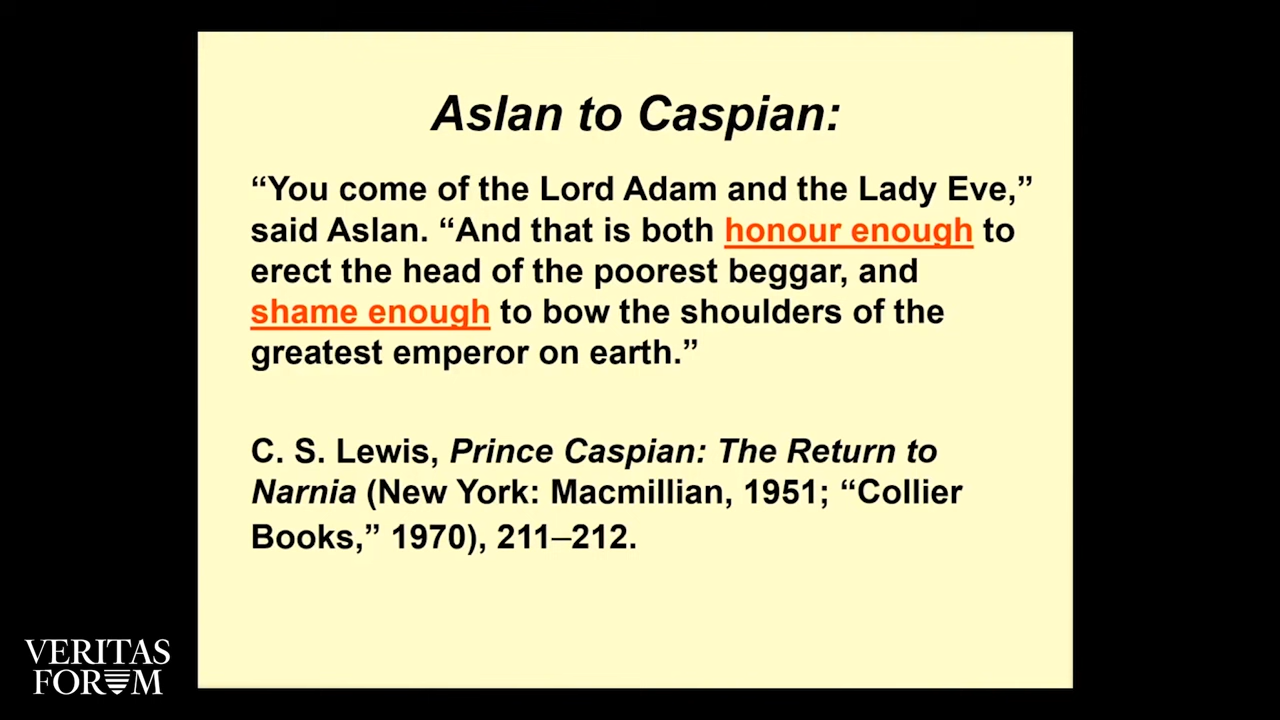 Aslan to Caspian:
“You come of the Lord Adam and the Lady Eve,”
said Aslan. “And that is both honour enough to
erect the head of the poorest beggar, and
shame enough to bow the shoulders of the
greatest emperor on earth.”
C. S. Lewis, Prince Caspian: The Return to
Narnia (New York: Macmillian, 1951; “Collier
Books,” 1970), 211–212.
VERITAS
FORUM